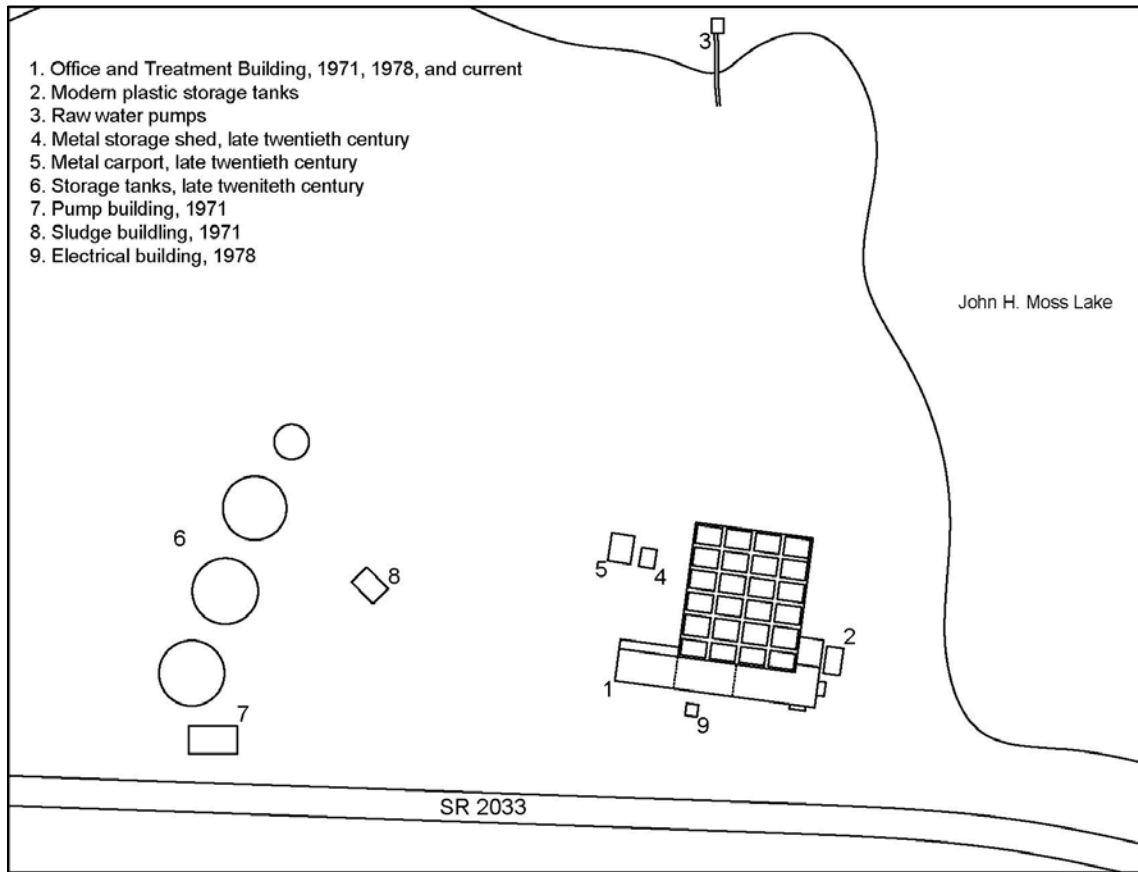 1. Office and Treatment Building, 1971, 1978, and current
2. Modern plastic storage tanks
3. Raw water pumps
4. Metal storage shed, late twentieth century
5. Metal carport, late twentieth century
6. Storage tanks, late tweniteth century
7. Pump building, 1971
8. Sludge buildling, 1971
9. Electrical building, 1978
3
John H. Moss Lake
6
8
5
4
2
1
7
9
SR 2033